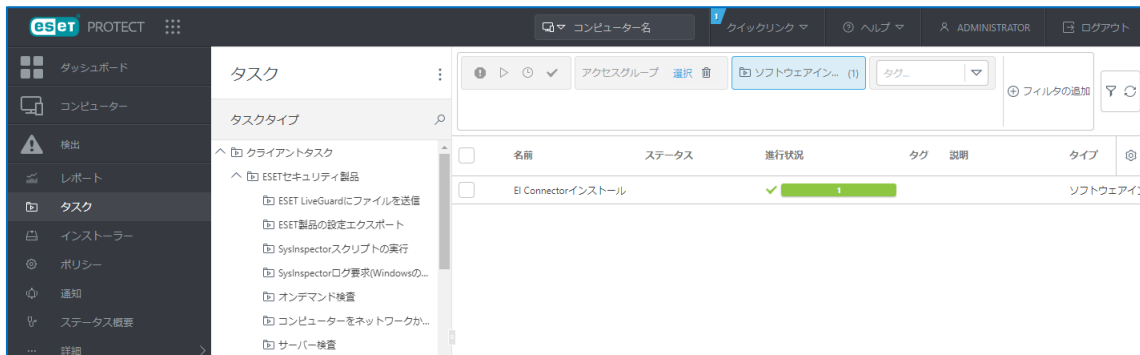 eset PROTECT
コンピューター名
1
クイックリンク
ヘルプ
ADMINISTRATOR
ログアウト
ダッシュボード
コンピューター
検出
レポート
タスク
インストーラー
ポリシー
通知
ステータス概要
詳細
タスク
タスクタイプ
クライアントタスク
ESETセキュリティ製品
ESET LiveGuardにファイルを送信
ESET製品の設定エクスポート
SysInspectorスクリプトの実行
SysInspectorログ要求(Windowsの...
オンデマンド検査
コンピューターをネットワークか...
サーバー検査
アクセスグループ 選択
ソフトウェアイン... (1)
タグ...
フィルタの追加
名前 ステータス 進行状況 タグ 説明 タイプ
EI Connectorインストール 1 ソフトウェアイ